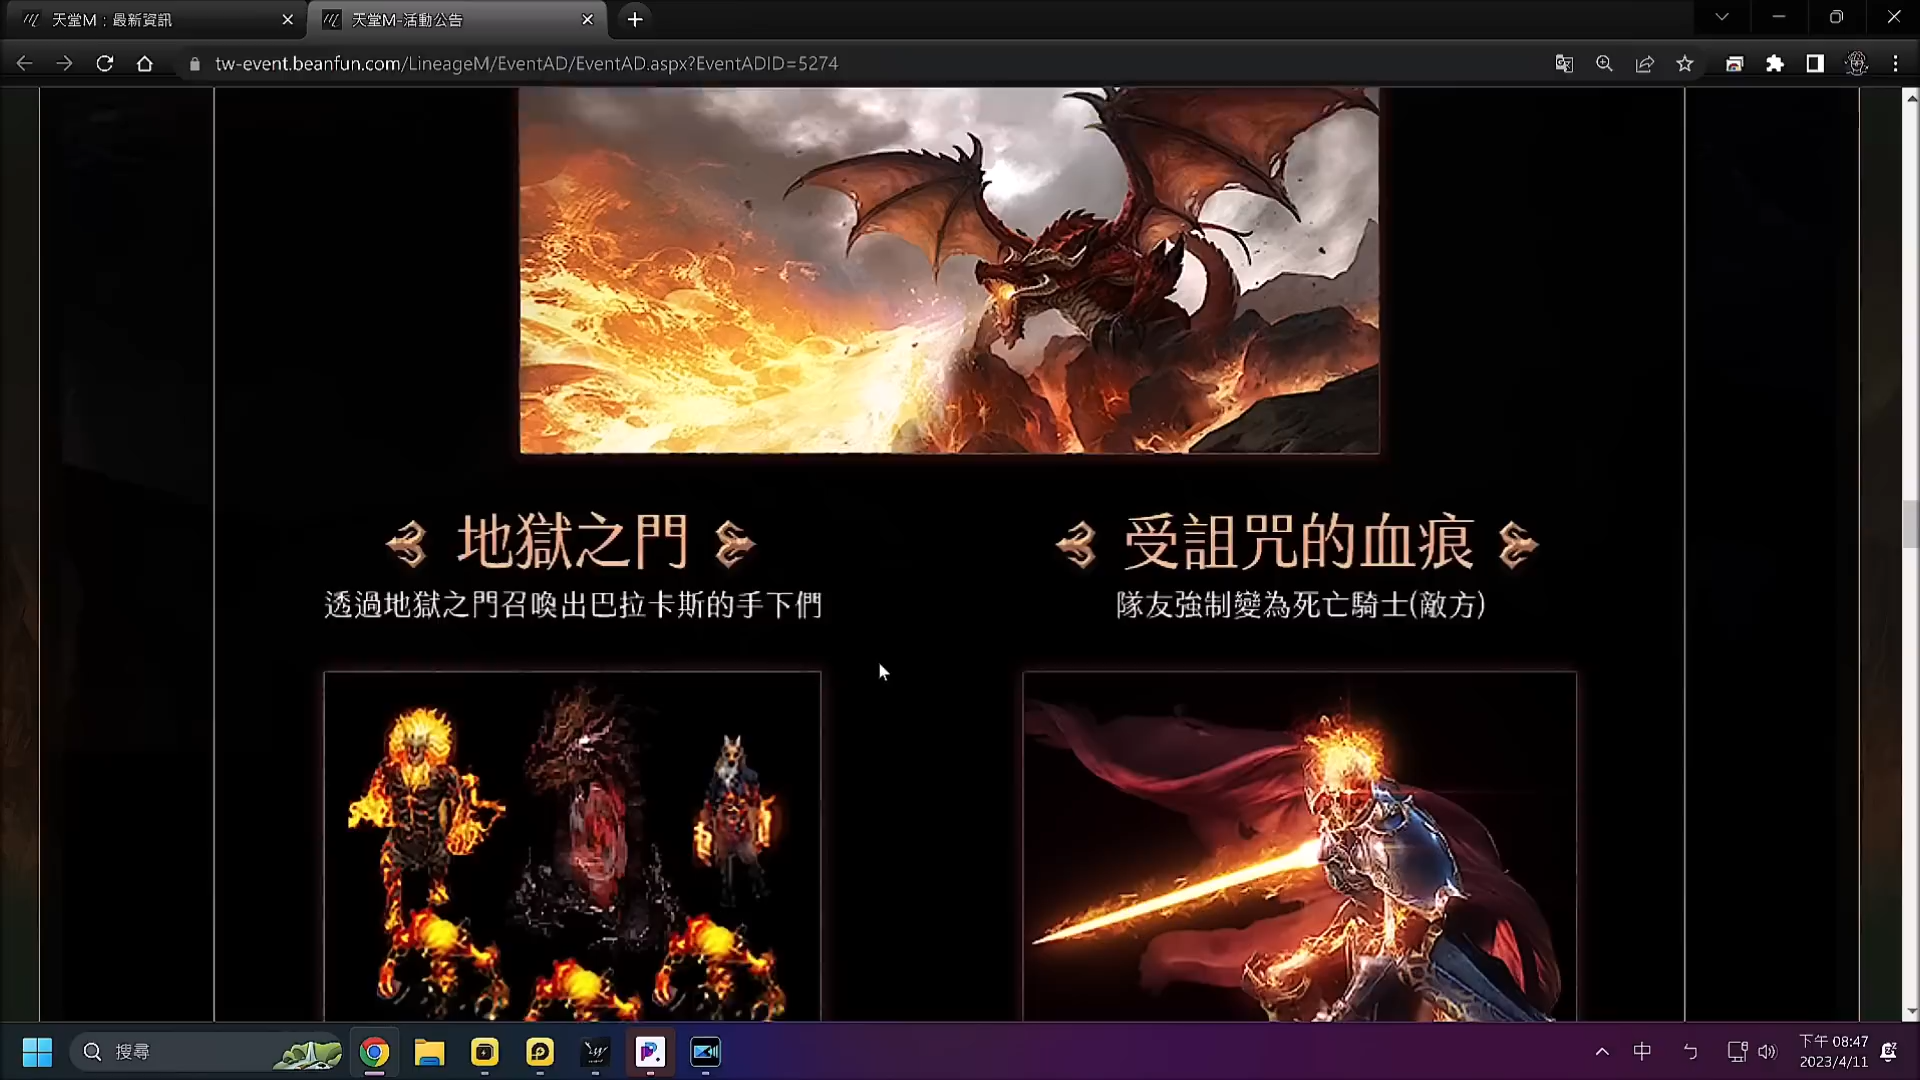 天堂M：最新資訊
天堂M-活動公告
tw-event.beanfun.com/LineageM/EventAD/EventAD.aspx?EventADID=5274
地獄之門
透過地獄之門召喚出巴拉卡斯的手下們
受詛咒的血痕
隊友強制變為死亡騎士(敵方)
搜尋
中
ㄅ
下午 08:47
2023/4/11